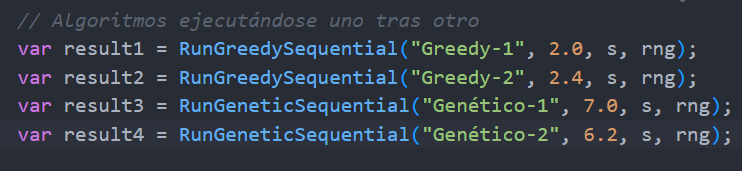 // Algoritmos ejecutándose uno tras otro
var result1 = RunGreedySequential("Greedy-1", 2.0, s, rng);
var result2 = RunGreedySequential("Greedy-2", 2.4, s, rng);
var result3 = RunGeneticSequential("Genético-1", 7.0, s, rng);
var result4 = RunGeneticSequential("Genético-2", 6.2, s, rng);